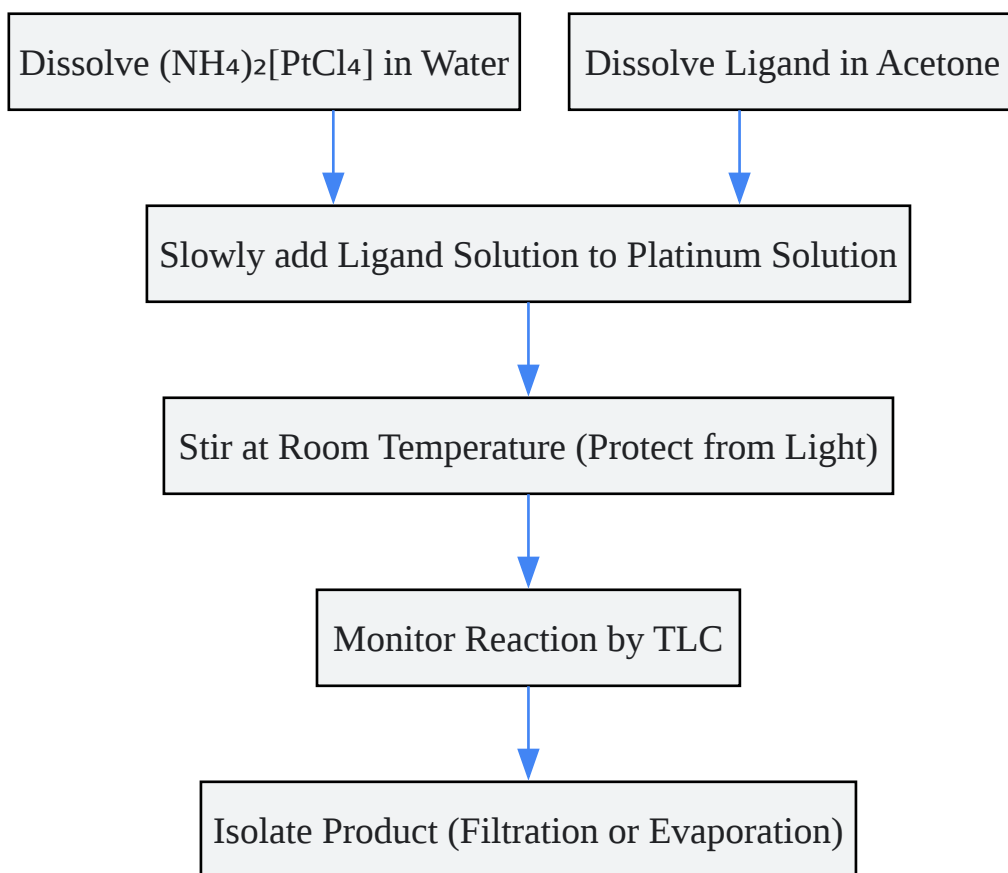 Dissolve (NH₄)₂[PtCl₄] in Water
Dissolve Ligand in Acetone
Slowly add Ligand Solution to Platinum Solution
Stir at Room Temperature (Protect from Light)
Monitor Reaction by TLC
Isolate Product (Filtration or Evaporation)